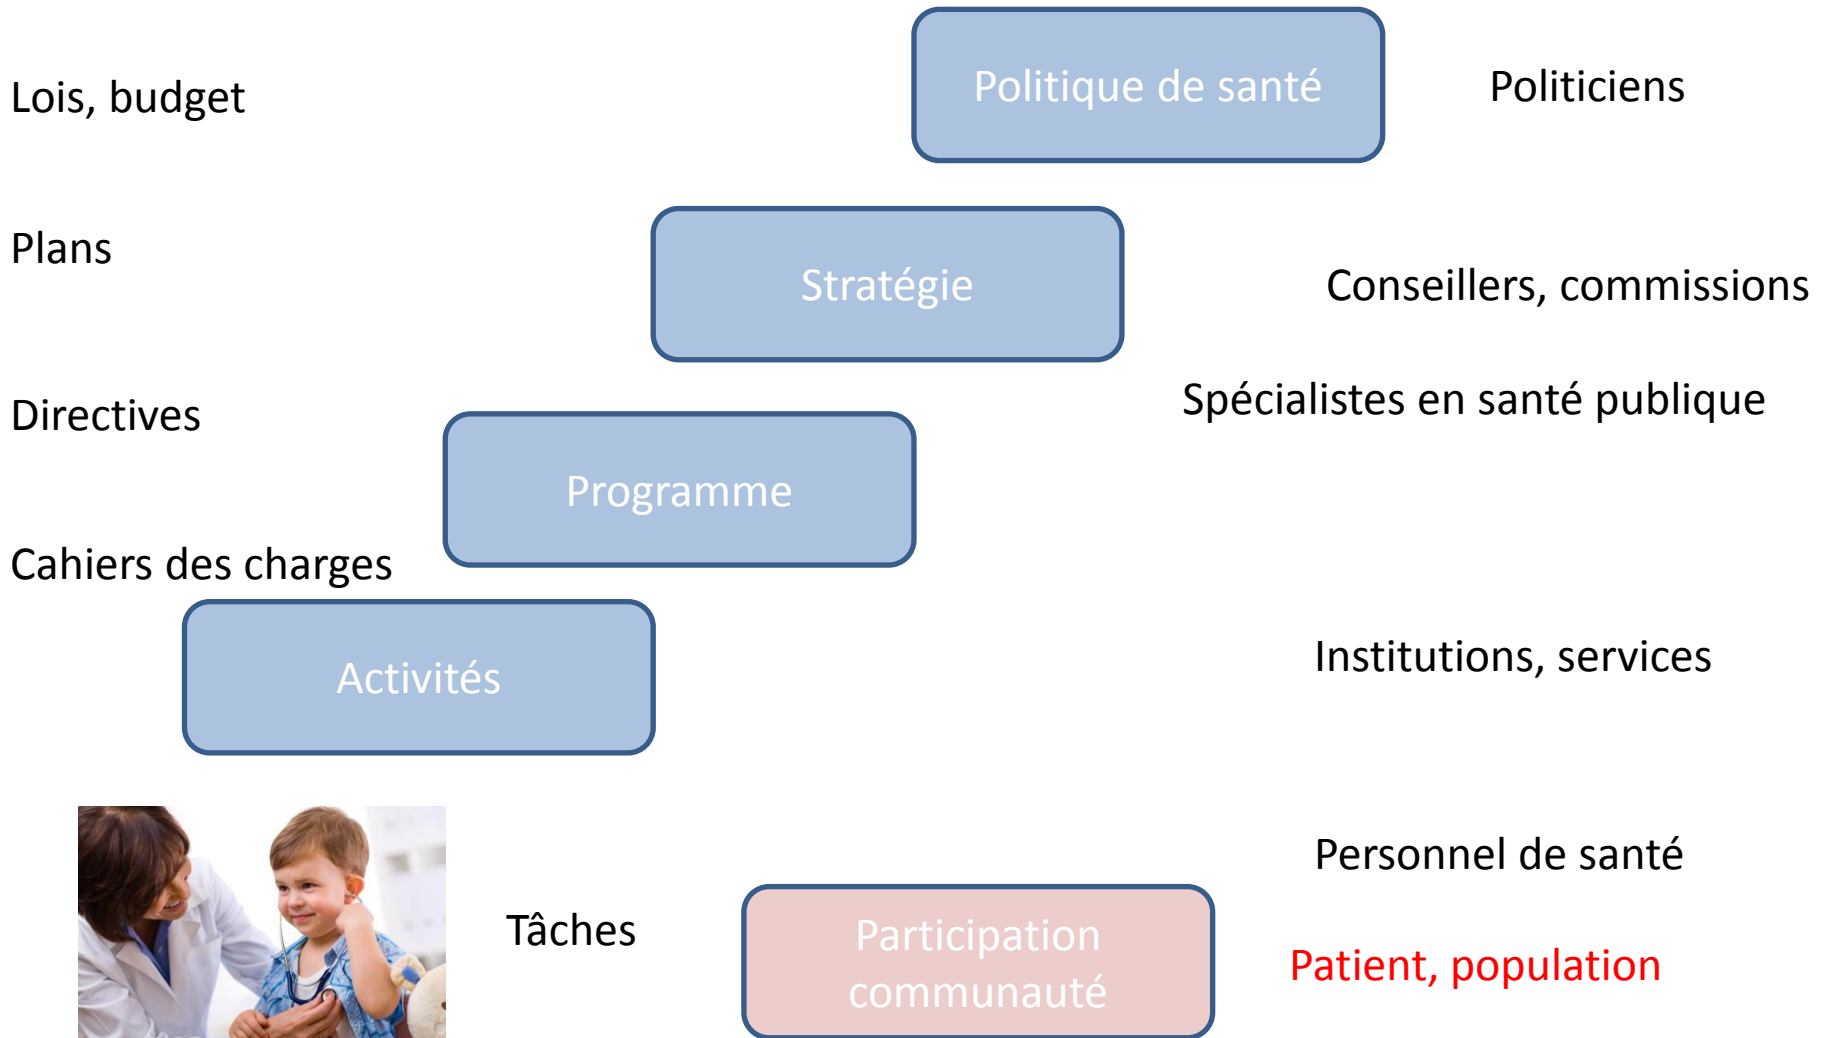 Lois, budget
Politique de santé
Politiciens
Plans
Stratégie
Conseillers, commissions
Directives
Spécialistes en santé publique
Programme
Cahiers des charges
Activités
Institutions, services
Personnel de santé
Tâches
Participation
communauté
Patient, population